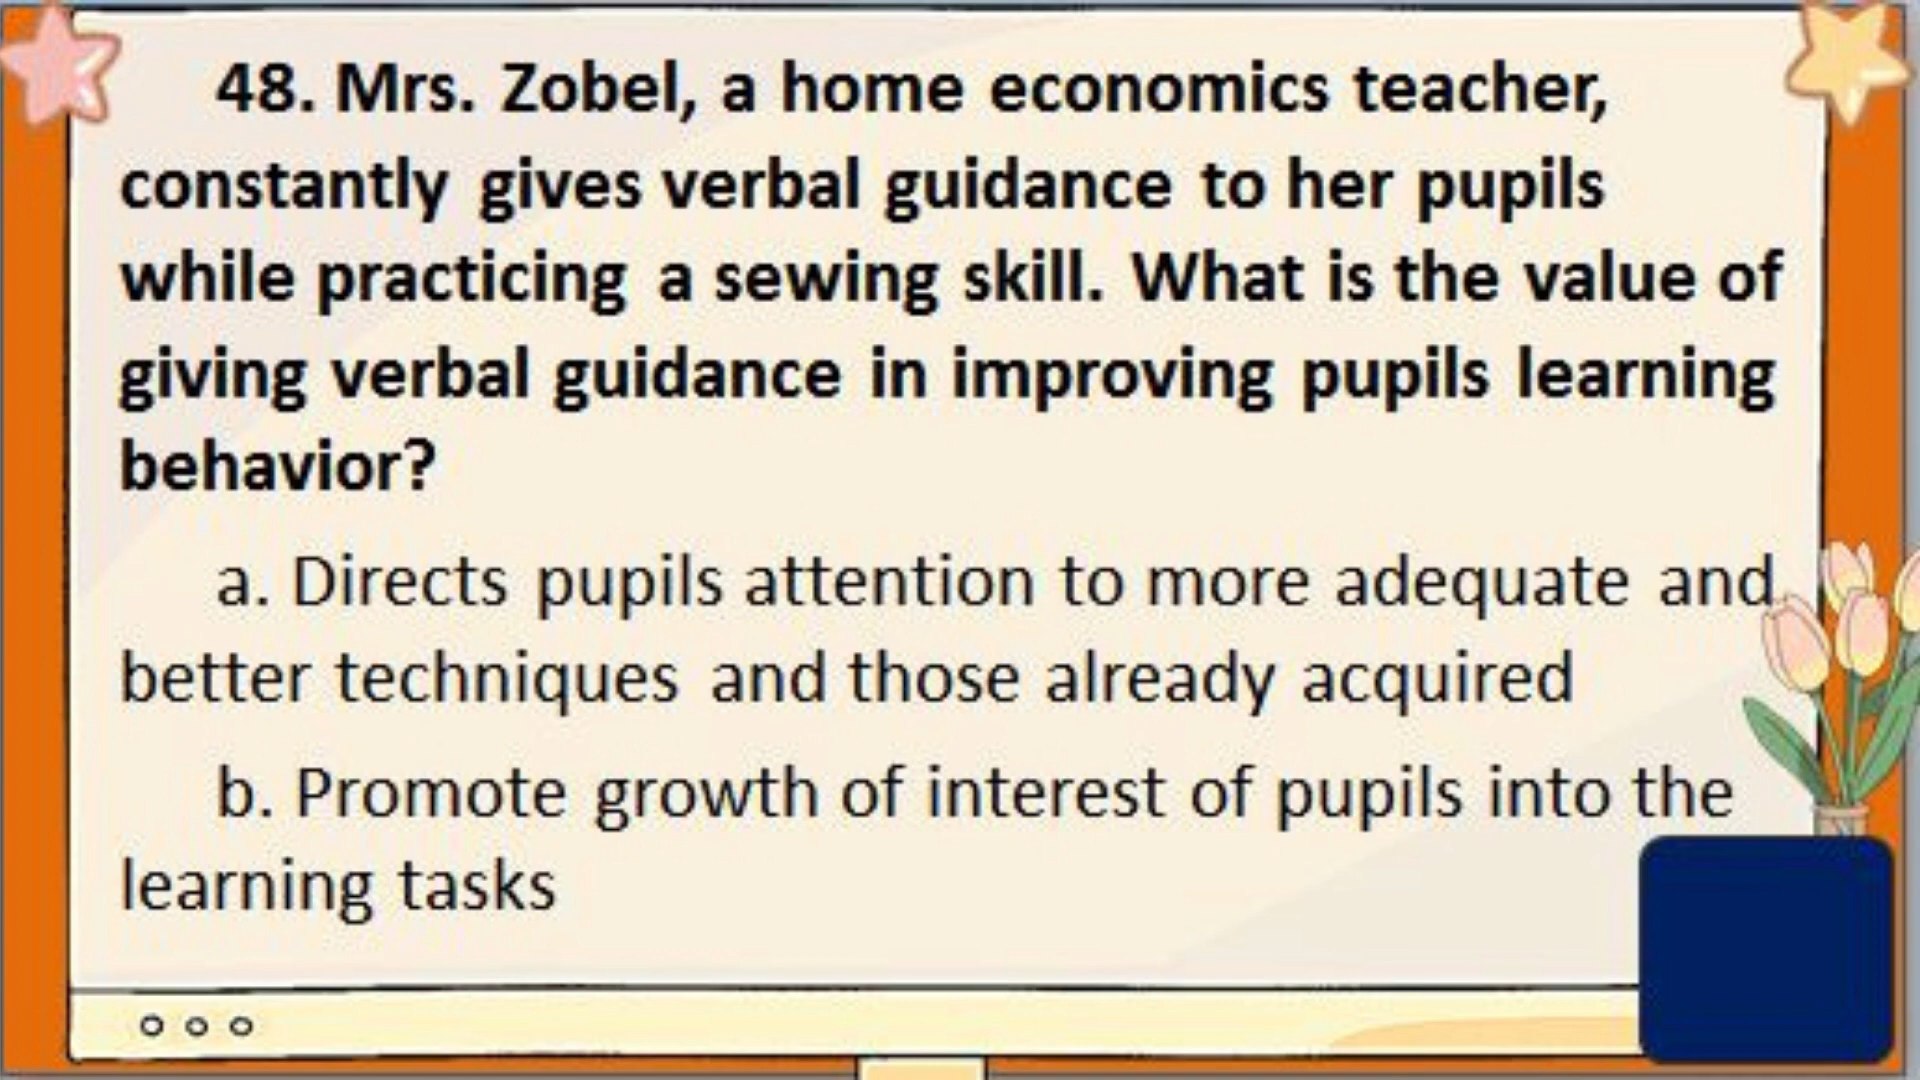 48. Mrs. Zobel, a home economics teacher,
constantly gives verbal guidance to her pupils
while practicing a sewing skill. What is the value of
giving verbal guidance in improving pupils learning
behavior?
a. Directs pupils attention to more adequate and
better techniques and those already acquired
b. Promote growth of interest of pupils into the
learning tasks